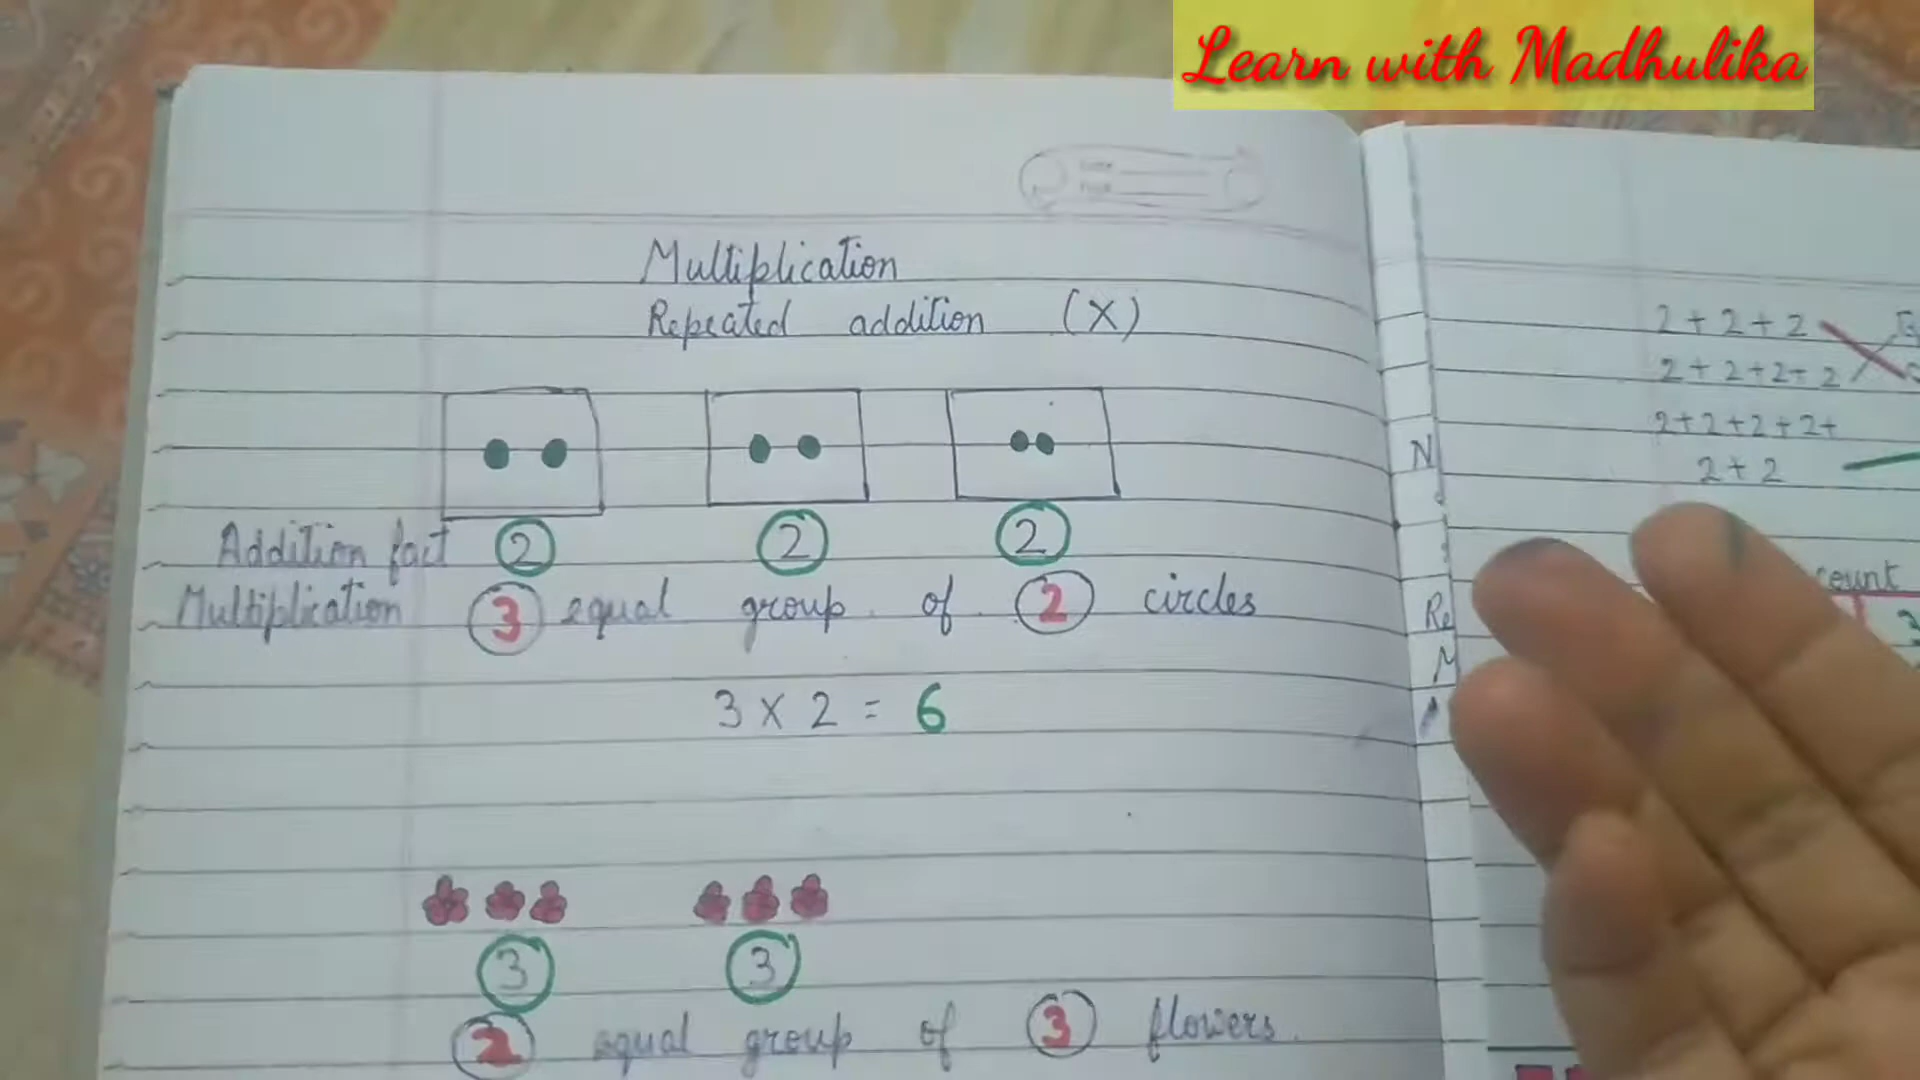 Learn with Madhulika
Multiplication
Repeated addition (X)
Addition fact 2 2 2
Multiplication 3 equal group of 2 circles
3 X 2 = 6
3 3
2 equal group of 3 flowers.
2 + 2 + 2
2 + 2 + 2 + 2
2 + 2 + 2 + 2 +
2 + 2
N
count
Re
3